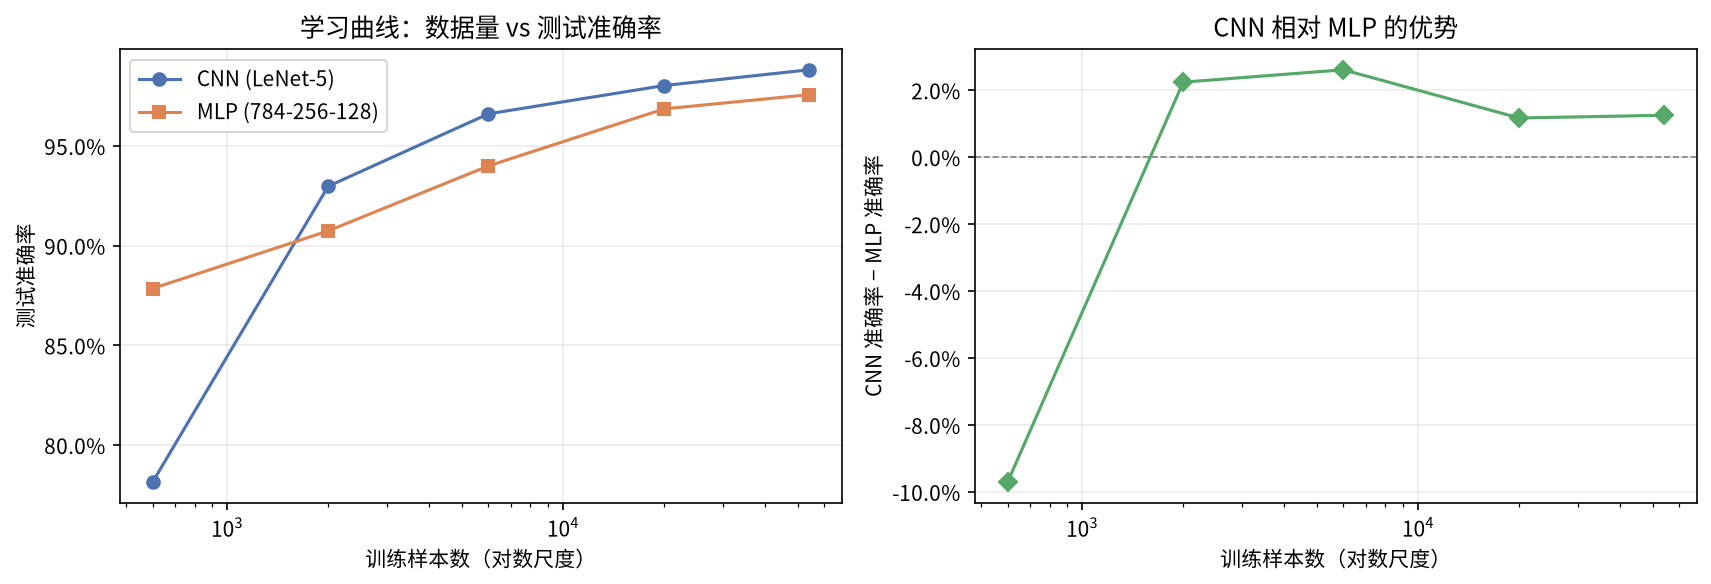 学习曲线：数据量 vs 测试准确率
CNN (LeNet-5)
MLP (784-256-128)
95.0%
90.0%
85.0%
80.0%
测试准确率
10³
10⁴
训练样本数（对数尺度）
CNN 相对 MLP 的优势
2.0%
0.0%
-2.0%
-4.0%
-6.0%
-8.0%
-10.0%
CNN 准确率 − MLP 准确率
10³
10⁴
训练样本数（对数尺度）